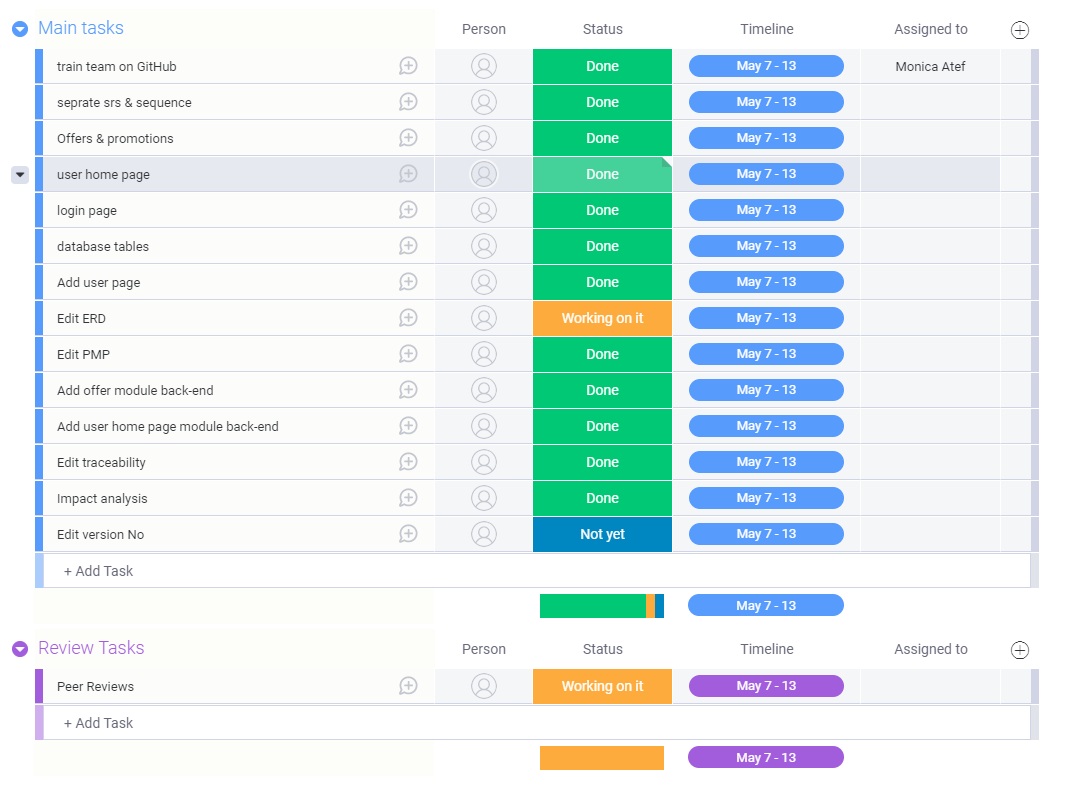 Main tasks Person Status Timeline Assigned to
train team on GitHub Done May 7 - 13 Monica Atef
seprate srs & sequence Done May 7 - 13
Offers & promotions Done May 7 - 13
user home page Done May 7 - 13
login page Done May 7 - 13
database tables Done May 7 - 13
Add user page Done May 7 - 13
Edit ERD Working on it May 7 - 13
Edit PMP Done May 7 - 13
Add offer module back-end Done May 7 - 13
Add user home page module back-end Done May 7 - 13
Edit traceability Done May 7 - 13
Impact analysis Done May 7 - 13
Edit version No Not yet May 7 - 13
+ Add Task
May 7 - 13
Review Tasks Person Status Timeline Assigned to
Peer Reviews Working on it May 7 - 13
+ Add Task
May 7 - 13